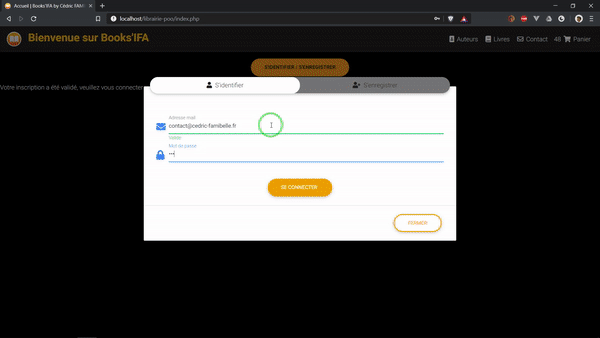 Accueil | Books'IFA by Cédric FAMI
localhost/librairie-poo/index.php
Bienvenue sur Books'IFA
Auteurs
Livres
Contact
48
Panier
S'IDENTIFIER / S'ENREGISTRER
Votre inscription a été validé, veuillez vous connecter
S'identifier
S'enregistrer
Adresse mail
contact@cedric-famibelle.fr
Mot de passe
SE CONNECTER
FERMER